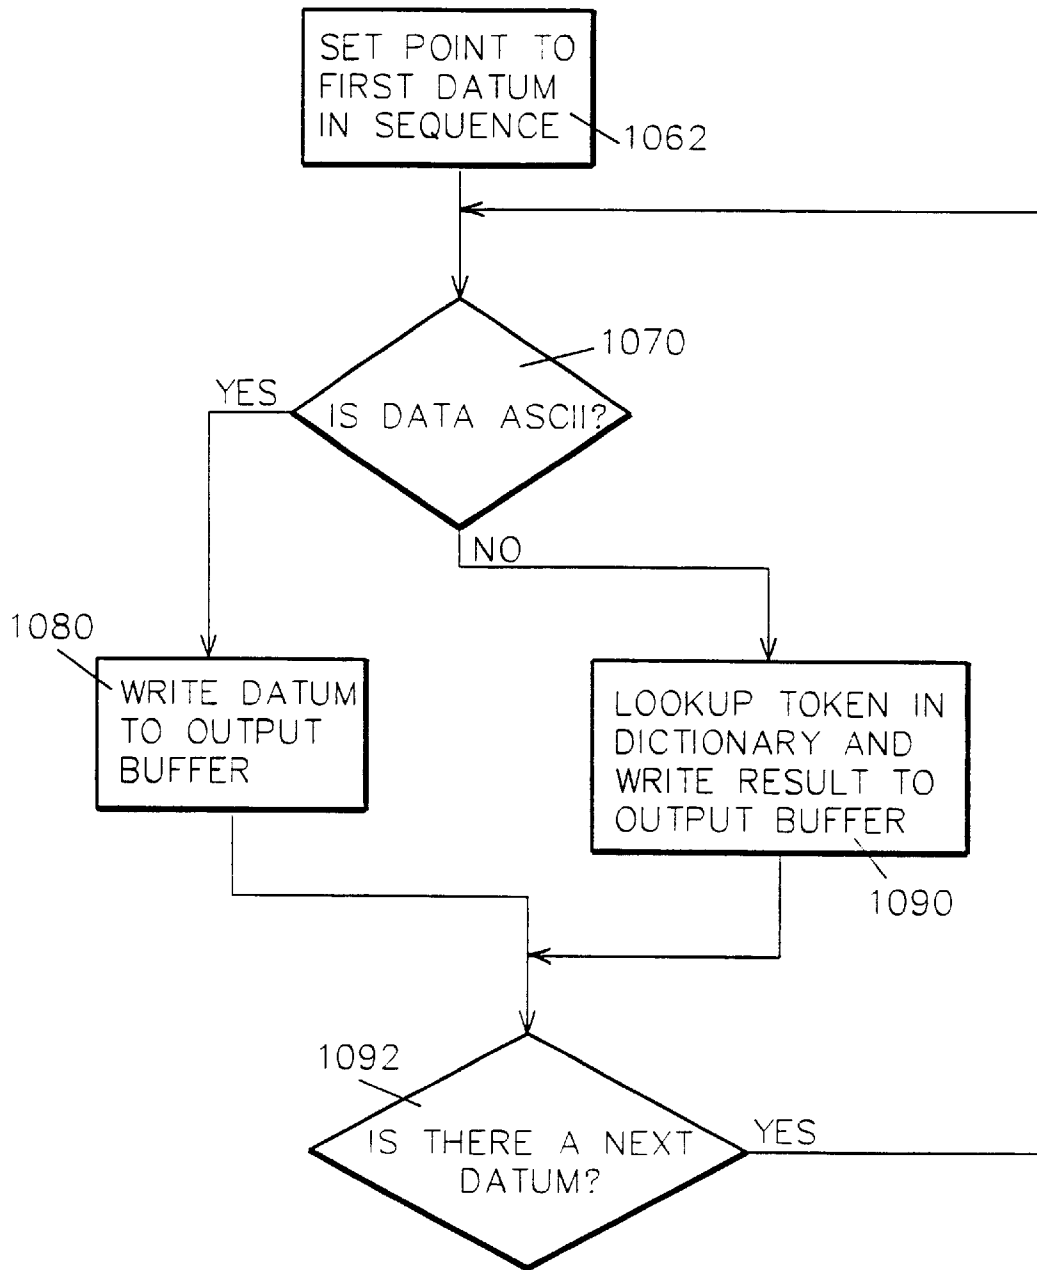 SET POINT TO
FIRST DATUM
IN SEQUENCE
1062
1070
YES
IS DATA ASCII?
NO
1080
WRITE DATUM
TO OUTPUT
BUFFER
LOOKUP TOKEN IN
DICTIONARY AND
WRITE RESULT TO
OUTPUT BUFFER
1090
1092
IS THERE A NEXT
DATUM?
YES